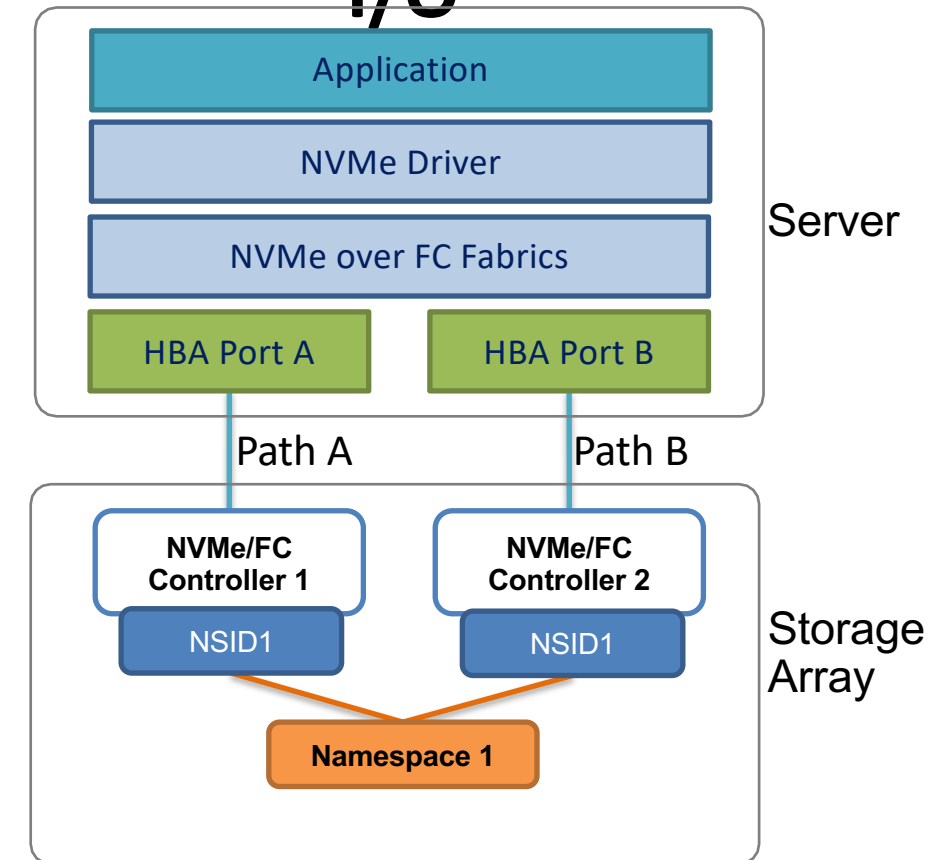 I/O
Application
NVMe Driver
NVMe over FC Fabrics
Server
HBA Port A
HBA Port B
Path A
Path B
NVMe/FC
Controller 1
NVMe/FC
Controller 2
NSID1
NSID1
Storage
Array
Namespace 1